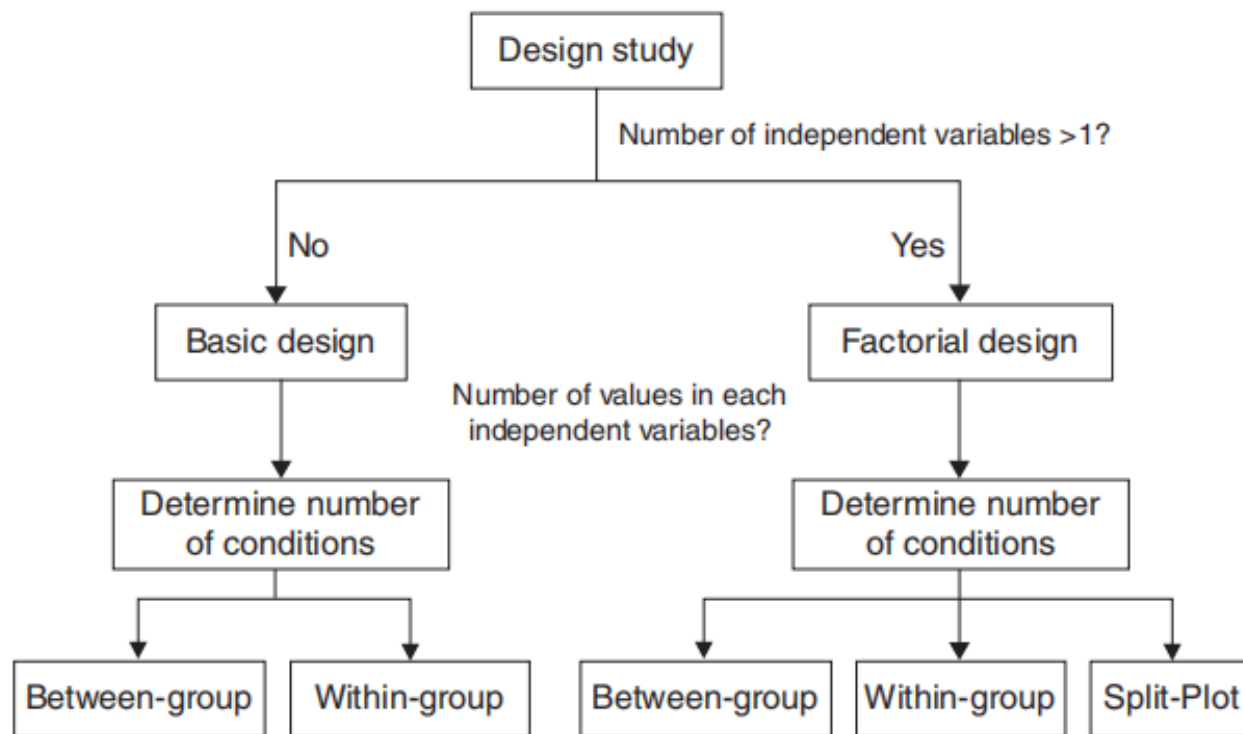 Design study
Number of independent variables >1?
No
Yes
Basic design
Factorial design
Number of values in each
independent variables?
Determine number
of conditions
Determine number
of conditions
Between-group
Within-group
Between-group
Within-group
Split-Plot